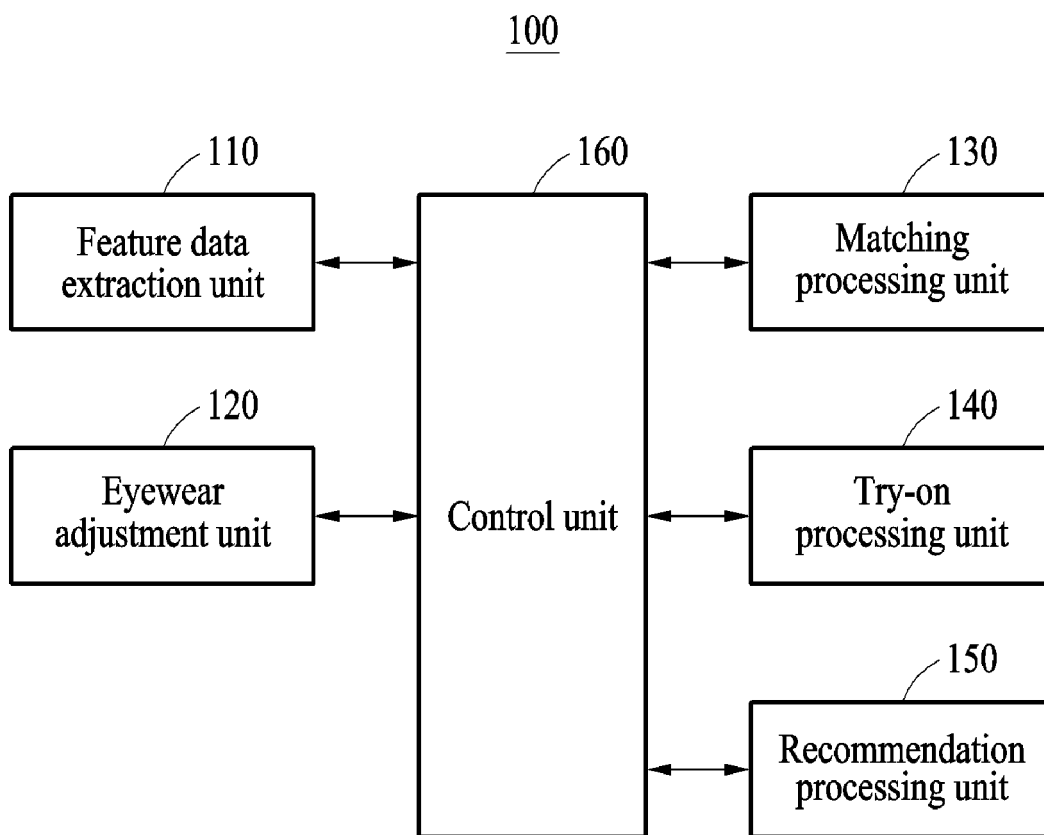 100
110
Feature data
extraction unit
120
Eyewear
adjustment unit
160
Control unit
130
Matching
processing unit
140
Try-on
processing unit
150
Recommendation
processing unit